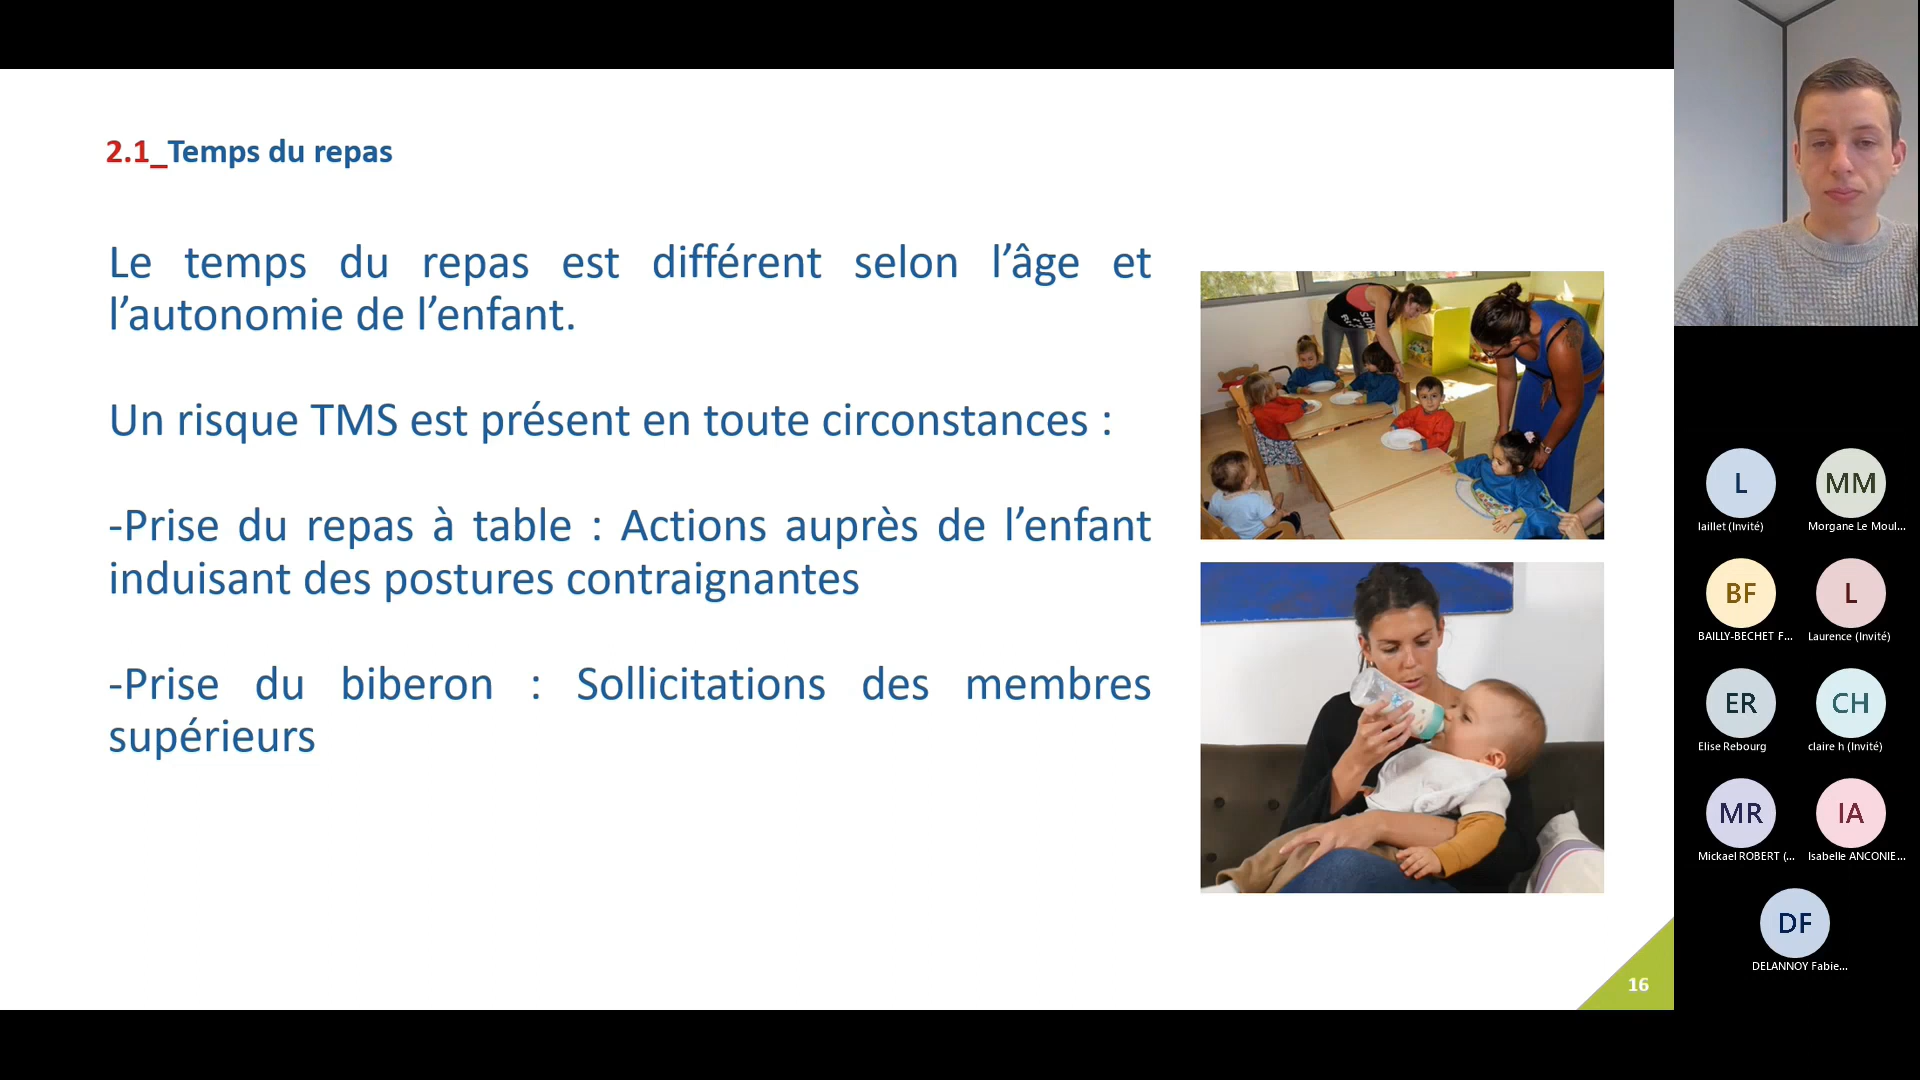 2.1_Temps du repas
Le temps du repas est différent selon l’âge et
l’autonomie de l’enfant.
Un risque TMS est présent en toute circonstances :
-Prise du repas à table : Actions auprès de l’enfant
induisant des postures contraignantes
-Prise du biberon : Sollicitations des membres
supérieurs
16
L
MM
laillet (Invité)
Morgane Le Moul...
BF
L
BAILLY-BECHET F...
Laurence (Invité)
ER
CH
Elise Rebourg
claire h (Invité)
MR
IA
Mickael ROBERT (...
Isabelle ANCONIE...
DF
DELANNOY Fabie...